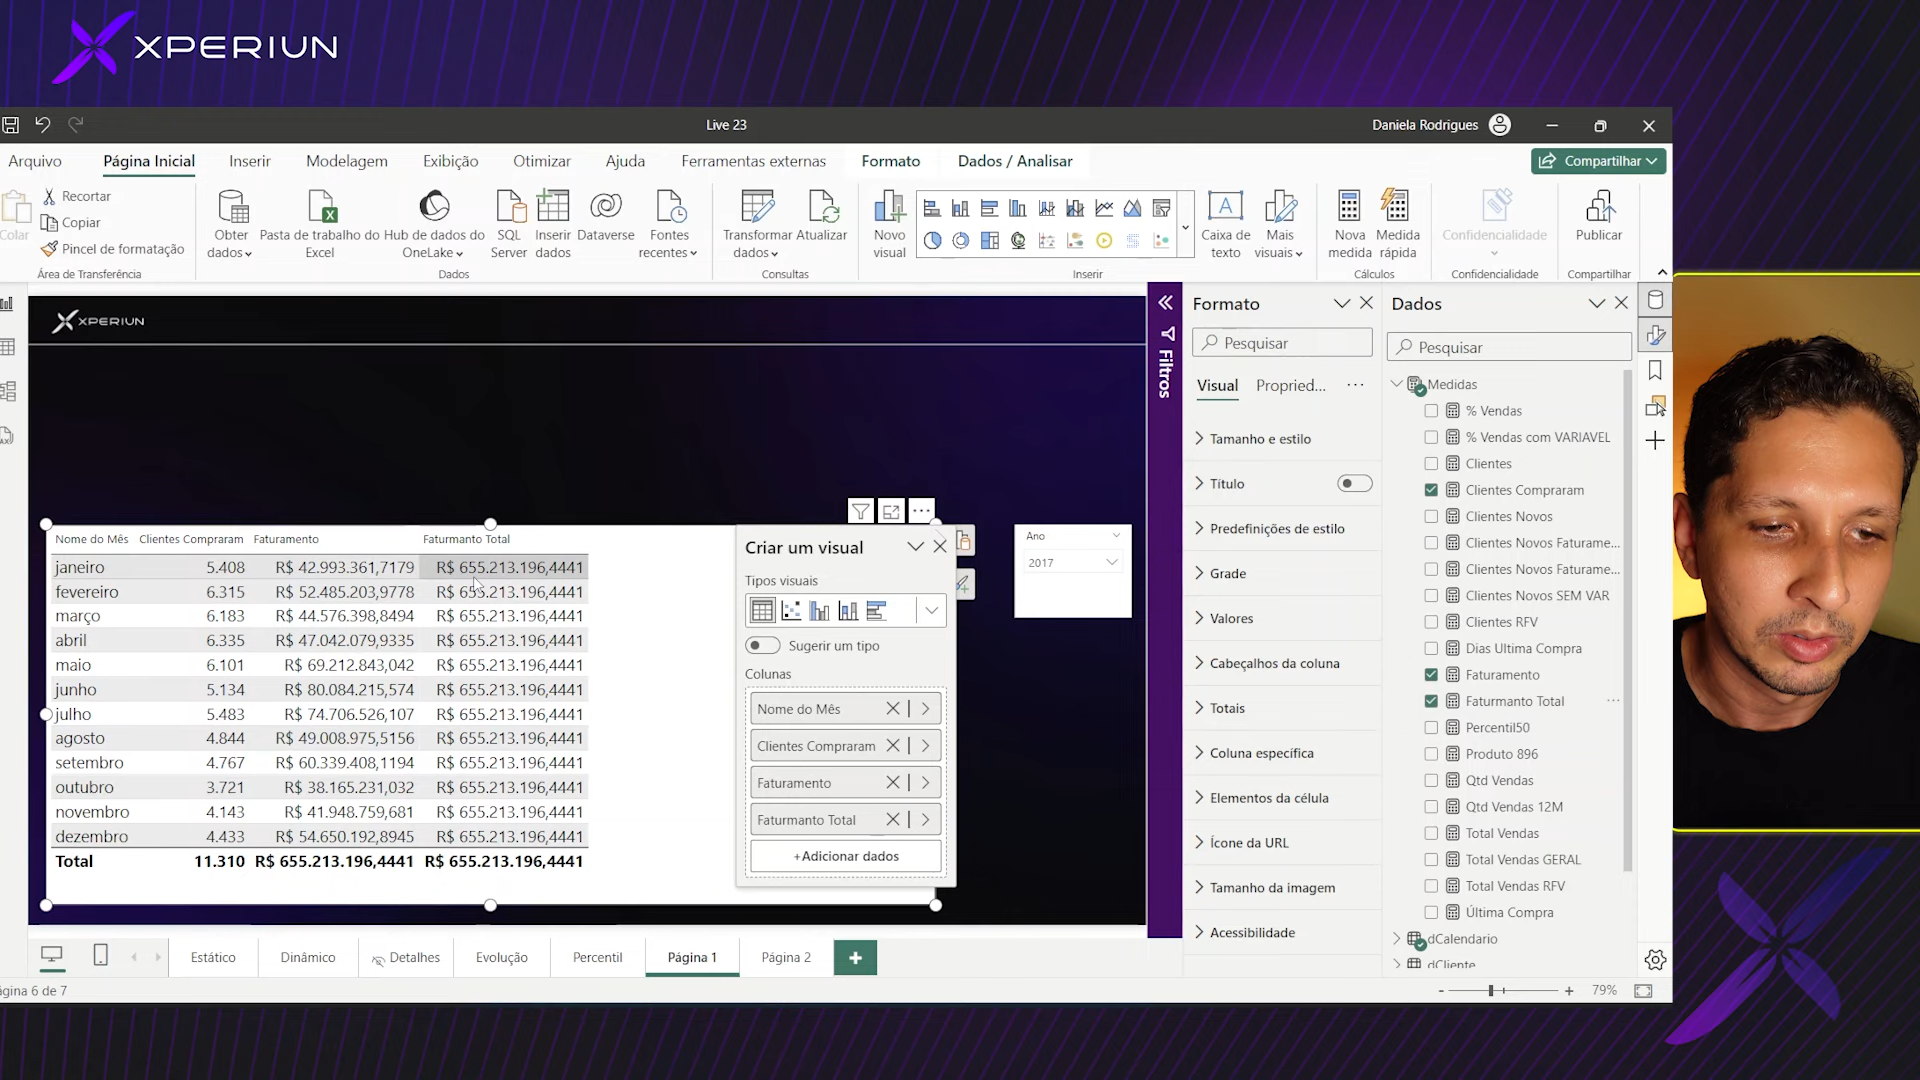 XPERIUN
Live 23
Daniela Rodrigues
Arquivo
Página Inicial
Inserir
Modelagem
Exibição
Otimizar
Ajuda
Ferramentas externas
Formato
Dados / Analisar
Compartilhar
Colar
Recortar
Copiar
Pincel de formatação
Área de Transferência
Obter dados
Pasta de trabalho do Excel
Hub de dados do OneLake
SQL Server
Inserir dados
Dataverse
Fontes recentes
Dados
Transformar dados
Atualizar
Consultas
Novo visual
Caixa de texto
Mais visuais
Inserir
Nova medida
Medida rápida
Cálculos
Confidencialidade
Confidencialidade
Publicar
Compartilhar
XPERIUN
Nome do Mês Clientes Compraram Faturamento Faturmanto Total
janeiro 5.408 R$ 42.993.361,7179 R$ 655.213.196,4441
fevereiro 6.315 R$ 52.485.203,9778 R$ 655.213.196,4441
março 6.183 R$ 44.576.398,8494 R$ 655.213.196,4441
abril 6.335 R$ 47.042.079,9335 R$ 655.213.196,4441
maio 6.101 R$ 69.212.843,042 R$ 655.213.196,4441
junho 5.134 R$ 80.084.215,574 R$ 655.213.196,4441
julho 5.483 R$ 74.706.526,107 R$ 655.213.196,4441
agosto 4.844 R$ 49.008.975,5156 R$ 655.213.196,4441
setembro 4.767 R$ 60.339.408,1194 R$ 655.213.196,4441
outubro 3.721 R$ 38.165.231,032 R$ 655.213.196,4441
novembro 4.143 R$ 41.948.759,681 R$ 655.213.196,4441
dezembro 4.433 R$ 54.650.192,8945 R$ 655.213.196,4441
Total 11.310 R$ 655.213.196,4441 R$ 655.213.196,4441
Criar um visual
Tipos visuais
Sugerir um tipo
Colunas
Nome do Mês
Clientes Compraram
Faturamento
Faturmanto Total
+Adicionar dados
Ano
2017
Filtros
Formato
Pesquisar
Visual
Propried...
Tamanho e estilo
Título
Predefinições de estilo
Grade
Valores
Cabeçalhos da coluna
Totais
Coluna específica
Elementos da célula
Ícone da URL
Tamanho da imagem
Acessibilidade
Dados
Pesquisar
Medidas
% Vendas
% Vendas com VARIAVEL
Clientes
Clientes Compraram
Clientes Novos
Clientes Novos Faturame...
Clientes Novos Faturame...
Clientes Novos SEM VAR
Clientes RFV
Dias Ultima Compra
Faturamento
Faturmanto Total
Percentil50
Produto 896
Qtd Vendas
Qtd Vendas 12M
Total Vendas
Total Vendas GERAL
Total Vendas RFV
Última Compra
dCalendario
dCliente
Estático
Dinâmico
Detalhes
Evolução
Percentil
Página 1
Página 2
ágina 6 de 7
79%